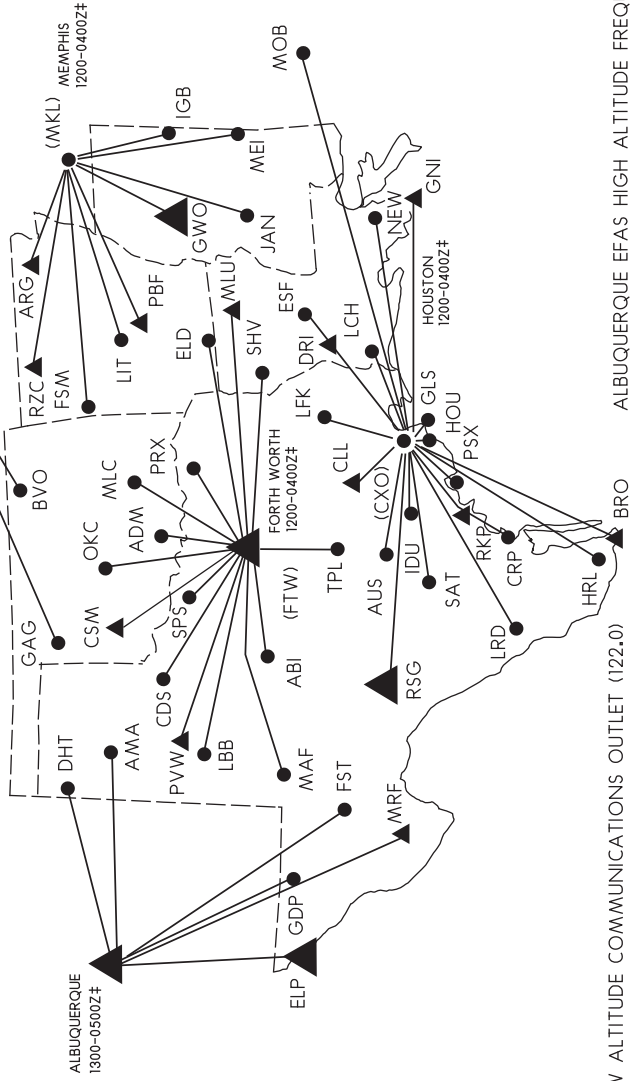 MEMPHIS
1200-0400Z‡
(MKL)
IGB
MEI
MOB
GWO
JAN
ARG
RZC
FSM
LIT
PBF
ELD
MLU
SHV
ESF
DRI
LCH
NEW
GNI
HOUSTON
1200-0400Z‡
GLS
HOU
PSX
LFK
CLL
(CXO)
BVO
MLC
PRX
OKC
ADM
CSM
SPS
GAG
FORTH WORTH
1200-0400Z‡
(FTW)
TPL
AUS
IDU
SAT
RKP
CRP
BRO
HRL
LRD
RSG
ABI
CDS
PVW
LBB
MAF
DHT
AMA
FST
MRF
GDP
ELP
ALBUQUERQUE
1300-0500Z‡
ALTITUDE COMMUNICATIONS OUTLET (122.0)
ALBUQUERQUE EFAS HIGH ALTITUDE FREQ